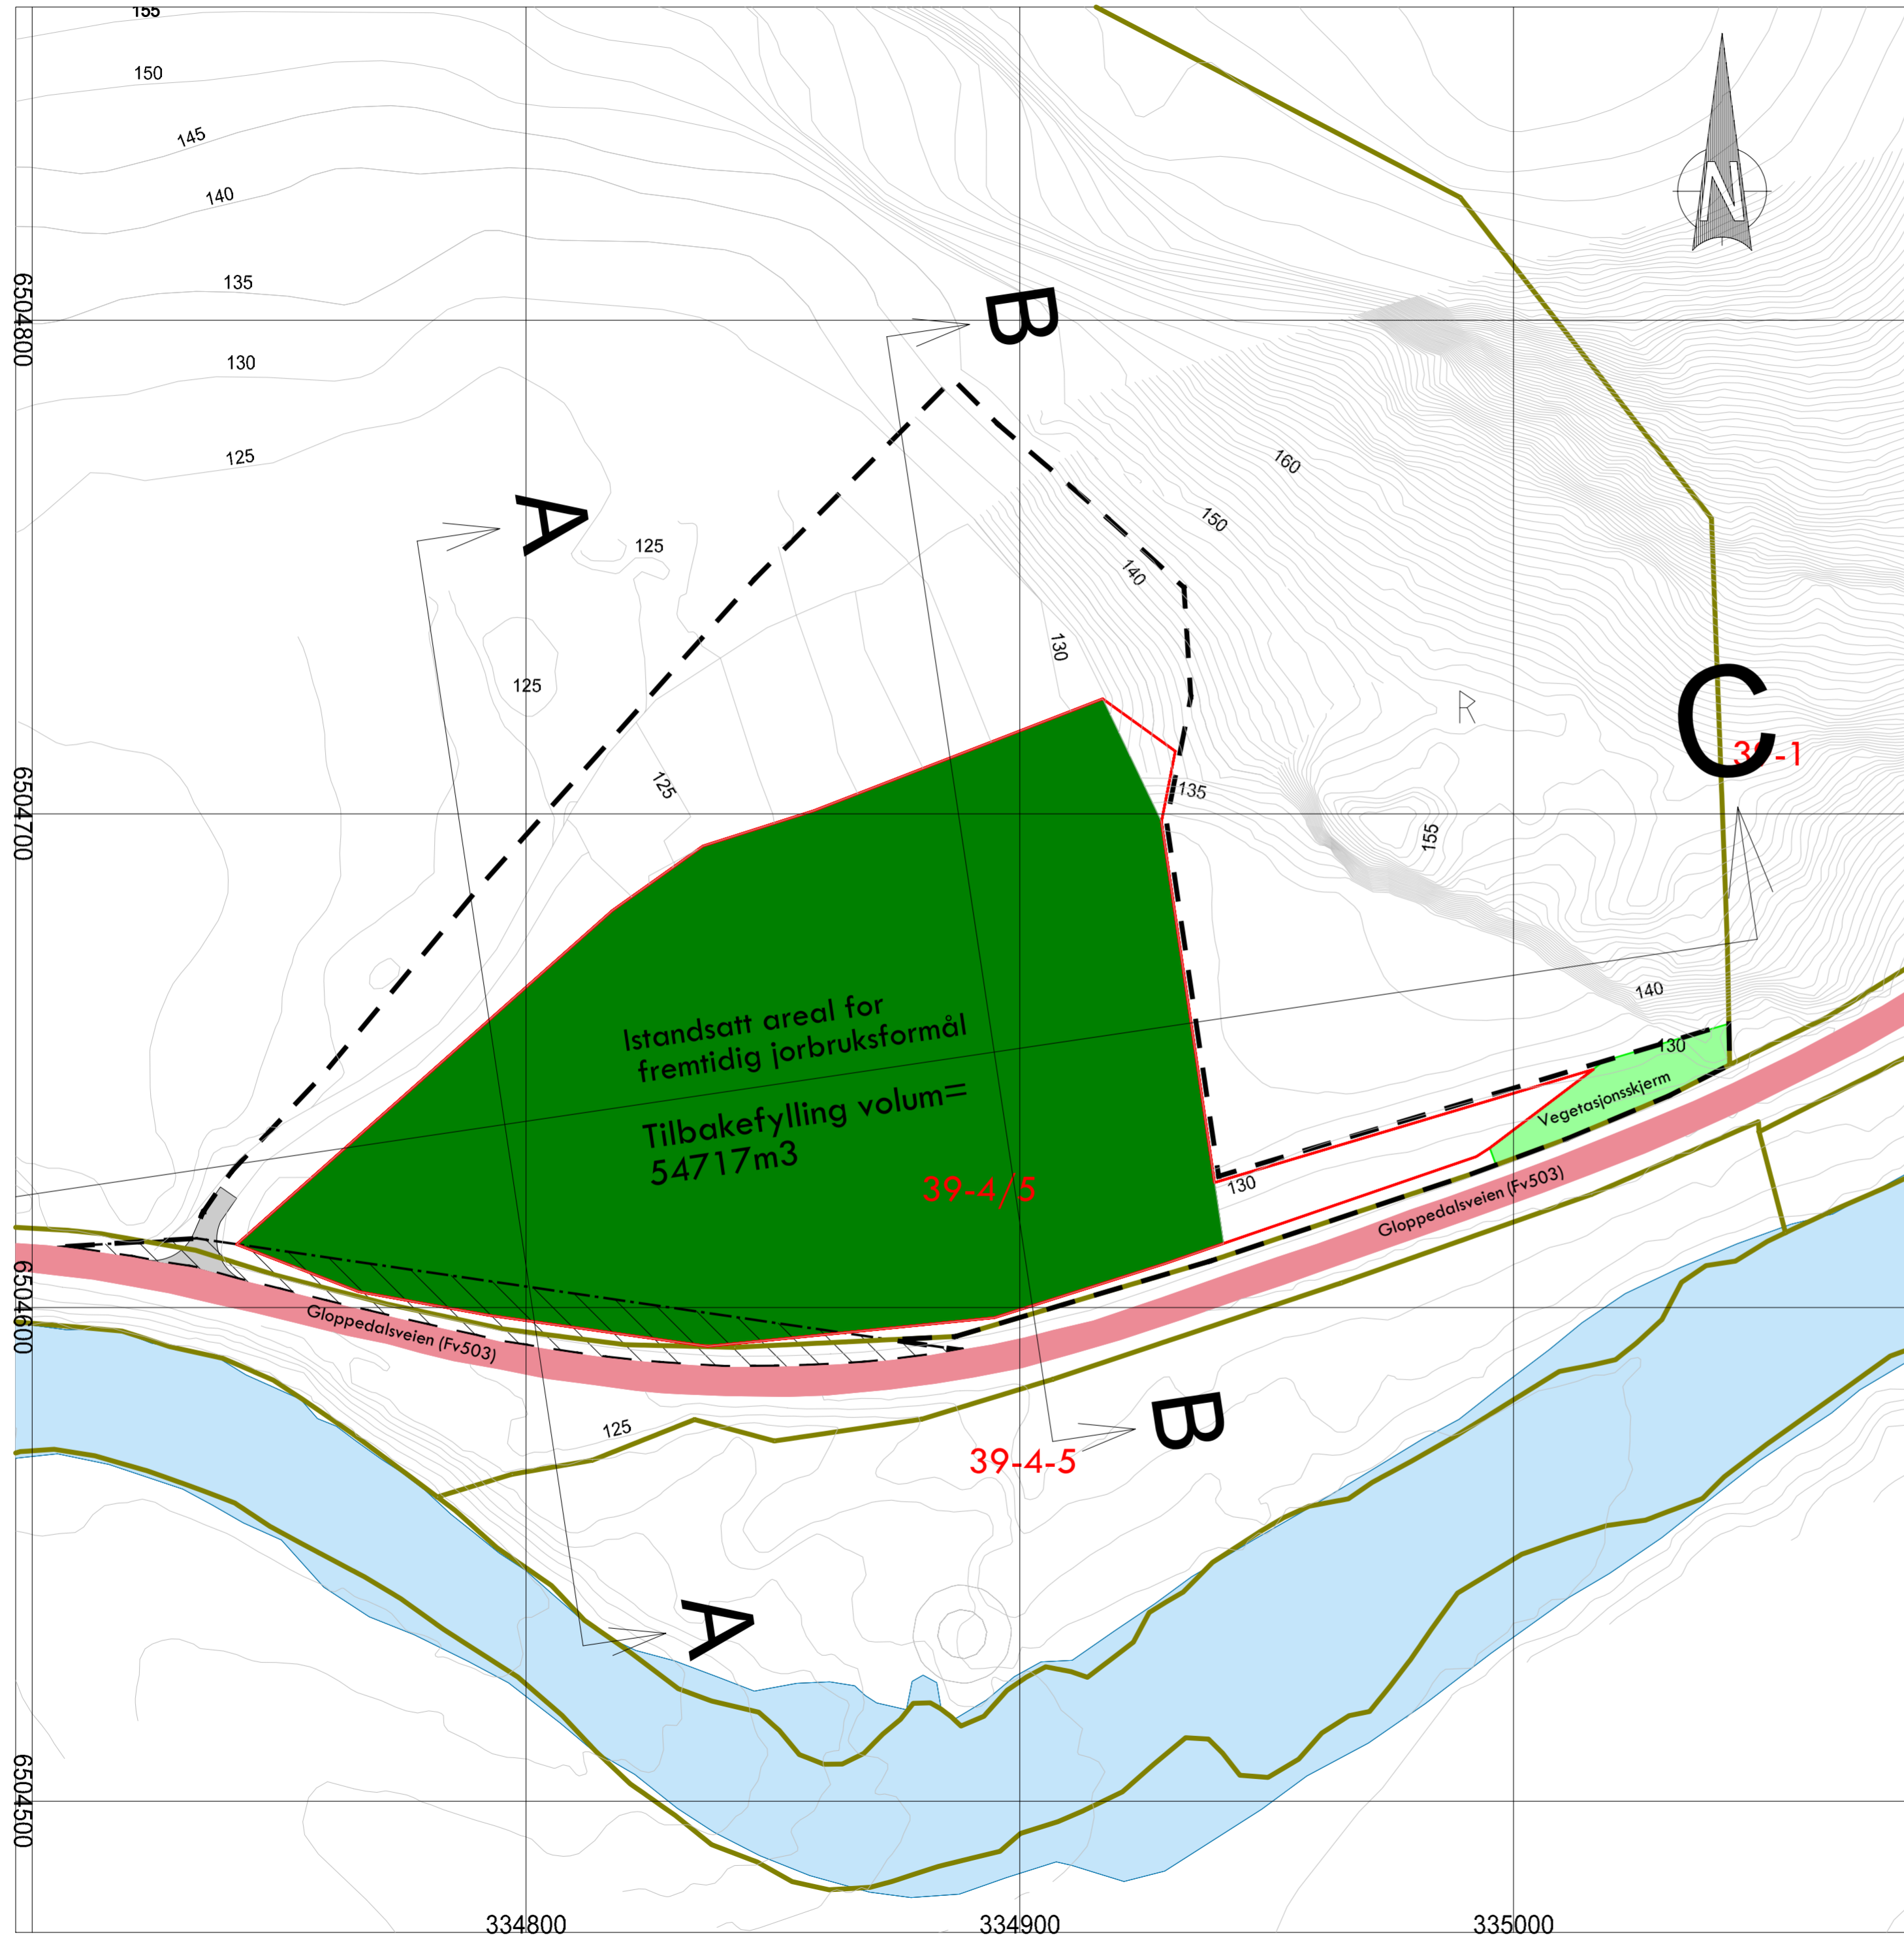 155
150
145
140
135
130
125
N
6504800
B
A
160
150
140
125
130
125
R
C
39-1
6504700
125
135
155
140
Istandsatt areal for
fremtidig jorbruksformål
Tilbakefylling volum=
54717m3
39-4/5
130
Vegetasjonsskjerm
130
Gloppedalsveien (Fv503)
6504600
Gloppedalsveien (Fv503)
125
B
39-4-5
A
6504500
334800
334900
335000